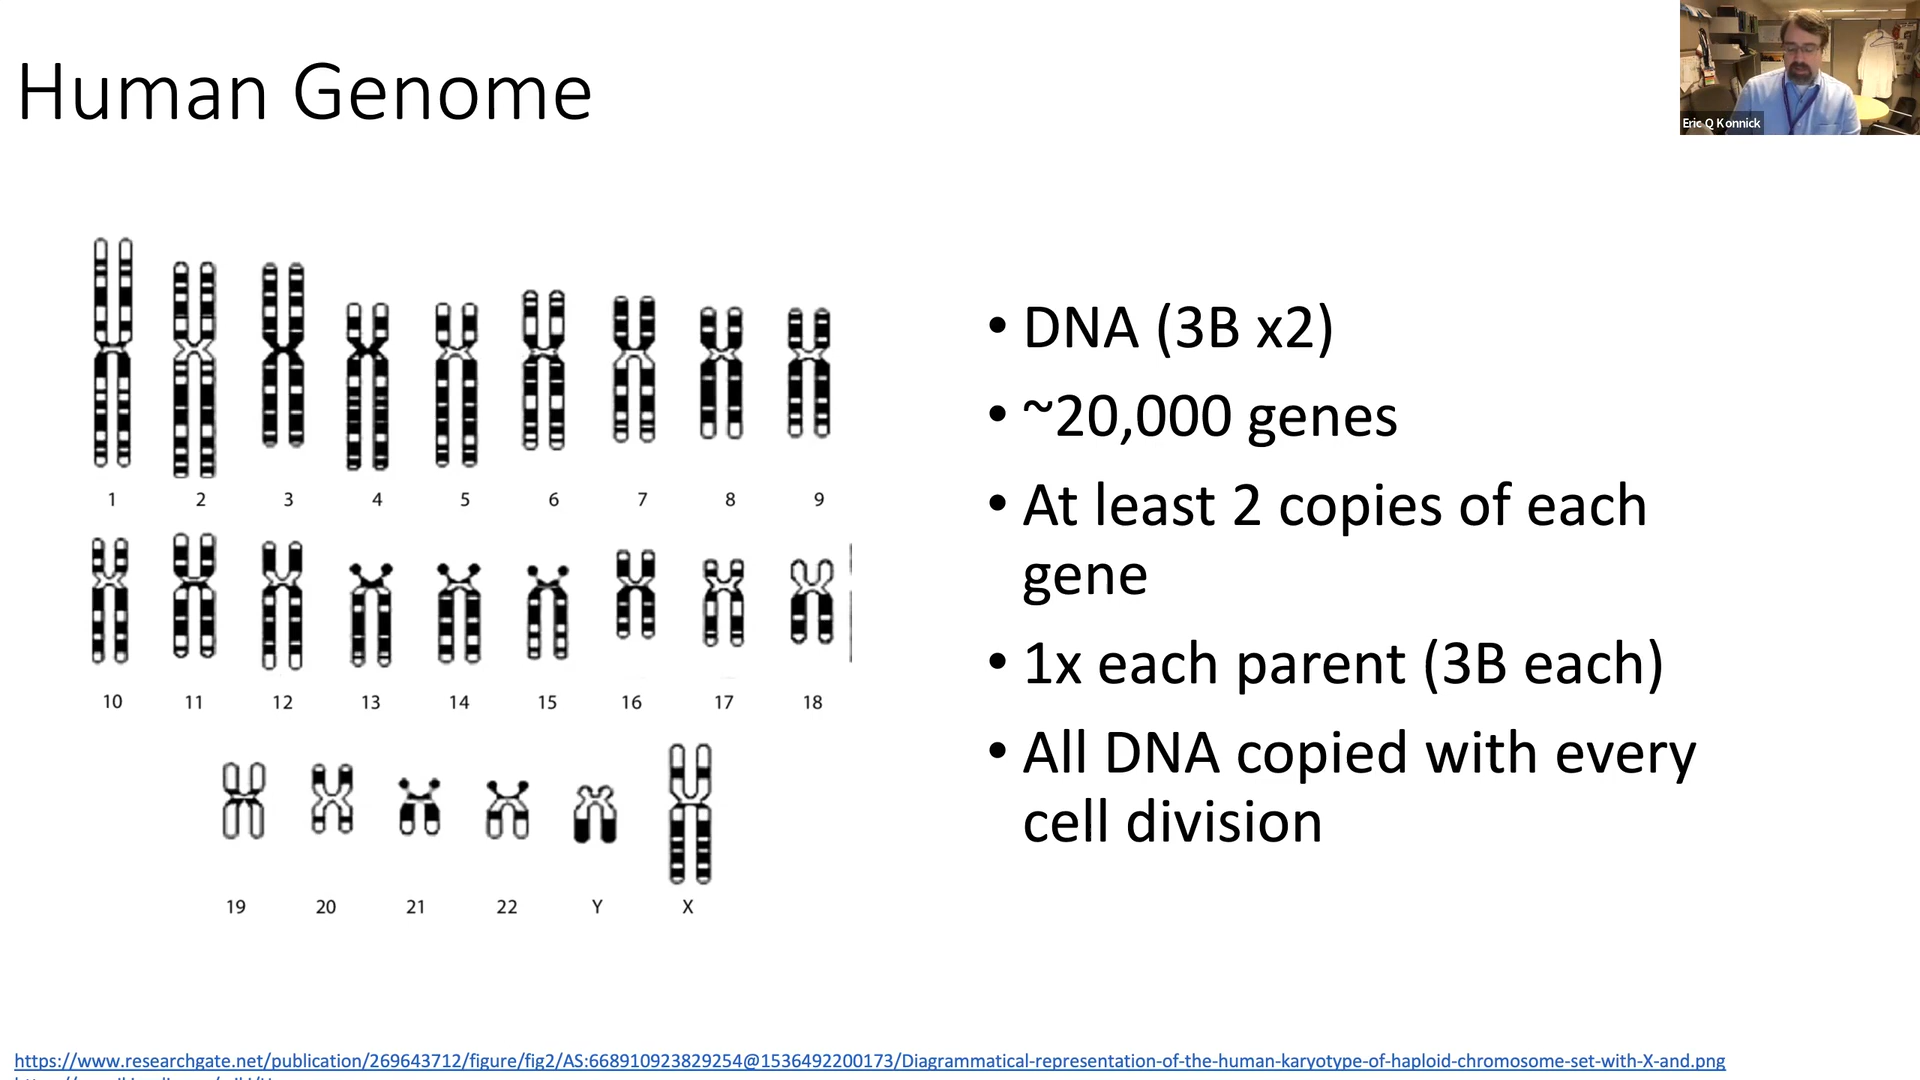 Human Genome
Eric Q Konnick
1 2 3 4 5 6 7 8 9
10 11 12 13 14 15 16 17 18
19 20 21 22 Y X
• DNA (3B x2)
• ~20,000 genes
• At least 2 copies of each
gene
• 1x each parent (3B each)
• All DNA copied with every
cell division
https://www.researchgate.net/publication/269643712/figure/fig2/AS:668910923829254@1536492200173/Diagrammatical-representation-of-the-human-karyotype-of-haploid-chromosome-set-with-X-and.png